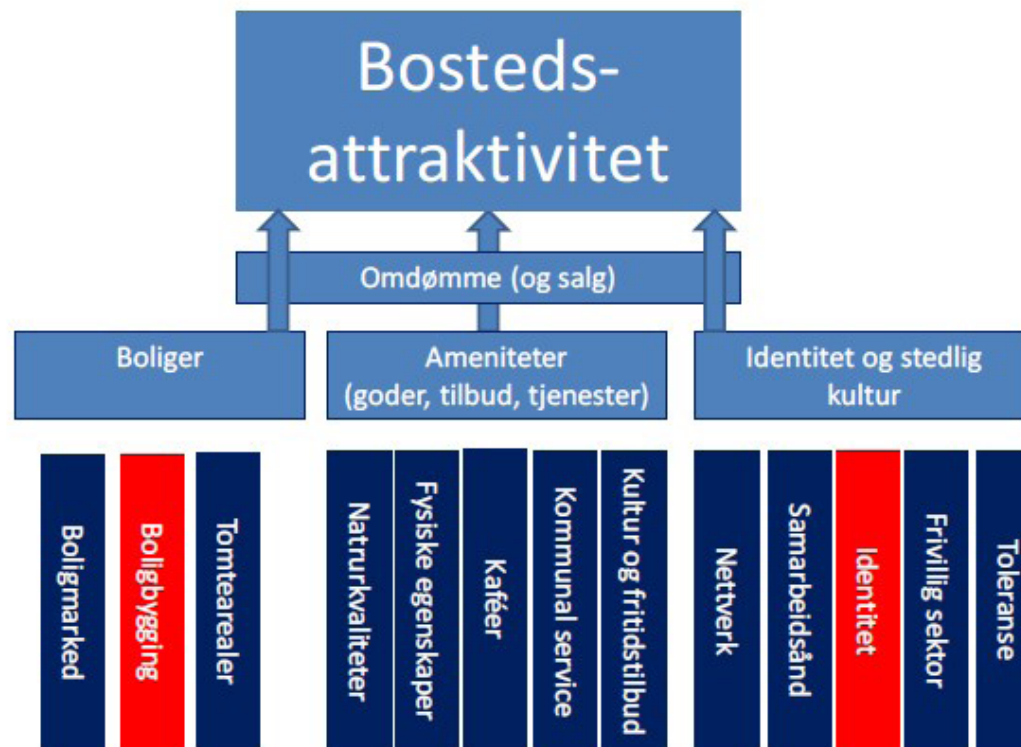 Bosteds-
attraktivitet
Omdømme (og salg)
Boliger
Ameniteter
(goder, tilbud, tjenester)
Identitet og stedlig
kultur
Boligmarked
Boligbygging
Tomtearealer
Natrurkvaliteter
Fysiske egenskaper
Kaféer
Kommunal service
Kultur og fritidstilbud
Nettverk
Samarbeidsånd
Identitet
Frivillig sektor
Toleranse